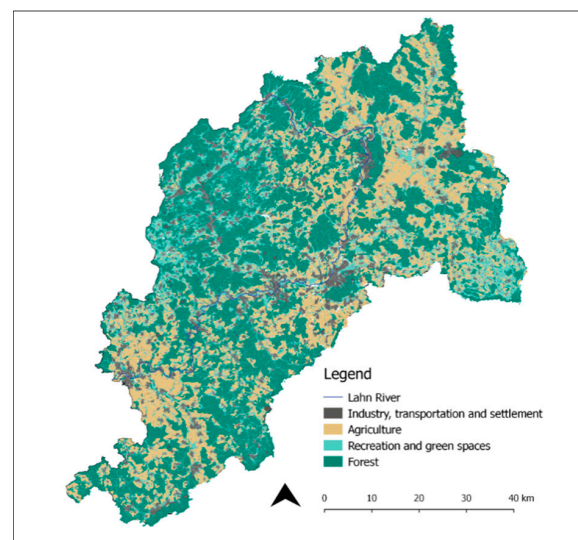 Legend
Lahn River
Industry, transportation and settlement
Agriculture
Recreation and green spaces
Forest
0 10 20 30 40 km